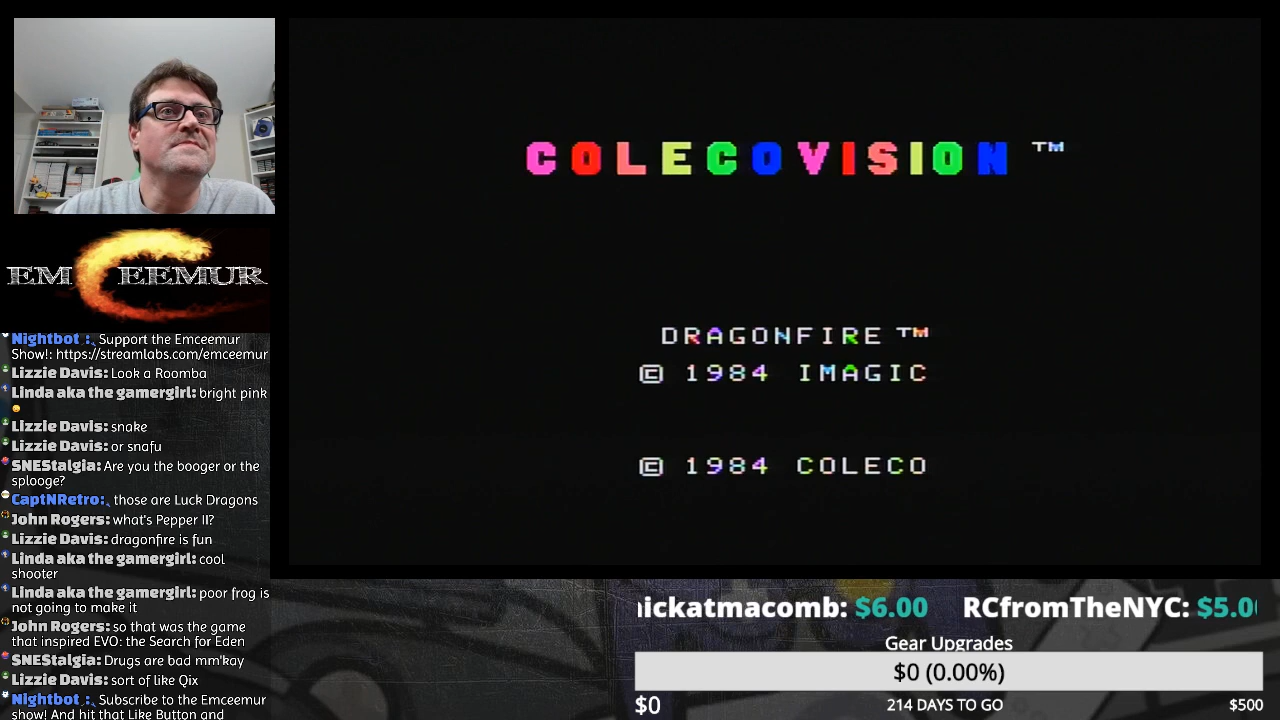 COLECOVISION ™
DRAGONFIRE ™
© 1984 IMAGIC
© 1984 COLECO
EMCEEMUR
Nightbot : Support the Emceemur
Show!: https://streamlabs.com/emceemur
Lizzie Davis: Look a Roomba
Linda aka the gamergirl: bright pink
Lizzie Davis: snake
Lizzie Davis: or snafu
SNEStalgia: Are you the booger or the
splooge?
CaptNRetro: those are Luck Dragons
John Rogers: what's Pepper II?
Lizzie Davis: dragonfire is fun
Linda aka the gamergirl: cool
shooter
Linda aka the gamergirl: poor frog is
not going to make it
John Rogers: so that was the game
that inspired EVO: the Search for Eden
SNEStalgia: Drugs are bad mm'kay
Lizzie Davis: sort of like Qix
Nightbot : Subscribe to the Emceemur
show! And hit that Like Button and
ickatmacomb: $6.00 RCfromTheNYC: $5.0
Gear Upgrades
$0 (0.00%)
$0 214 DAYS TO GO $500